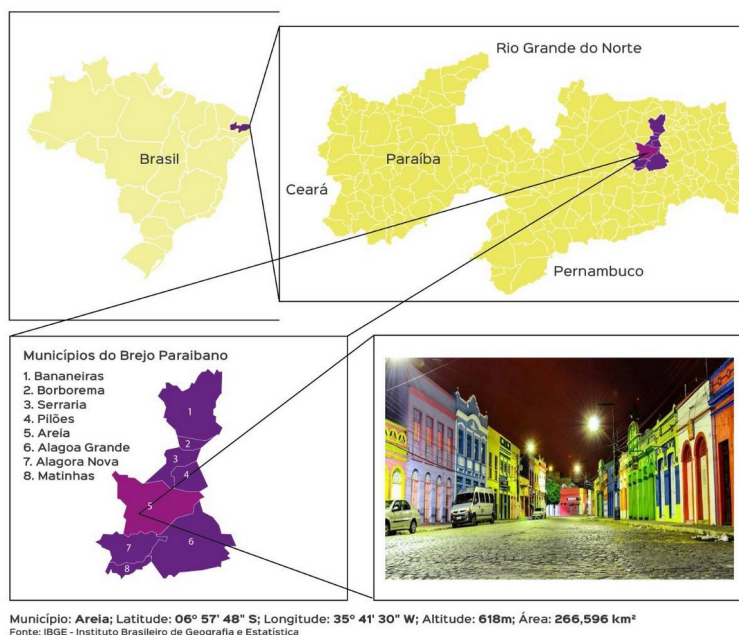 Brasil
Rio Grande do Norte
Paraíba
Ceará
Pernambuco
Municípios do Brejo Paraibano
1. Bananeiras
2. Borborema
3. Serraria
4. Pilões
5. Areia
6. Alagoa Grande
7. Alagora Nova
8. Matinhas
1
2
3
4
5
6
7
8
Município: Areia; Latitude: 06º 57' 48" S; Longitude: 35º 41' 30" W; Altitude: 618m; Área: 266,596 km²
Fonte: IBGE - Instituto Brasileiro de Geografia e Estatística